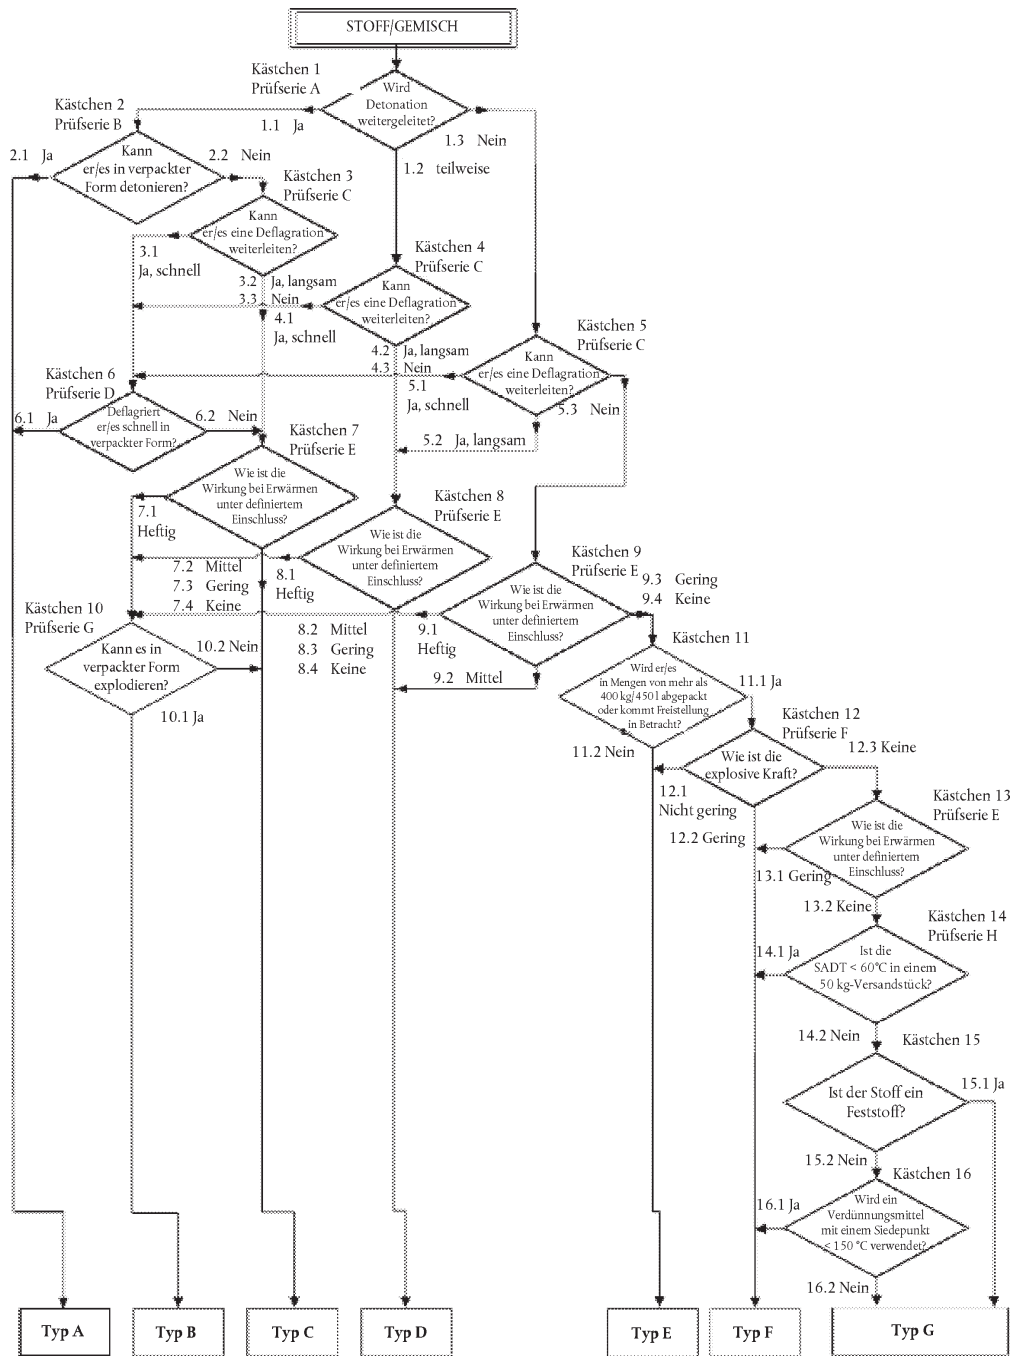 STOFF/GEMISCH
Kästchen 1
Prüfserie A
Wird
Detonation
weitergeleitet?
1.1 Ja
1.3 Nein
1.2 teilweise
Kästchen 2
Prüfserie B
2.1 Ja
2.2 Nein
Kann
er/es in verpackter
Form detonieren?
Kästchen 3
Prüfserie C
Kann
er/es eine Deflagration
weiterleiten?
3.1
Ja, schnell
3.2 Ja, langsam
3.3 Nein
Kästchen 4
Prüfserie C
Kann
er/es eine Deflagration
weiterleiten?
4.1
Ja, schnell
4.2 Ja, langsam
4.3 Nein
Kästchen 5
Prüfserie C
Kann
er/es eine Deflagration
weiterleiten?
5.1
Ja, schnell
5.3 Nein
5.2 Ja, langsam
Kästchen 6
Prüfserie D
6.1 Ja
6.2 Nein
Deflagriert
er/es schnell in
verpackter Form?
Kästchen 7
Prüfserie E
Wie ist die
Wirkung bei Erwärmen
unter definiertem
Einschluss?
7.1
Heftig
7.2 Mittel
7.3 Gering
7.4 Keine
Kästchen 8
Prüfserie E
Wie ist die
Wirkung bei Erwärmen
unter definiertem
Einschluss?
8.1
Heftig
8.2 Mittel
8.3 Gering
8.4 Keine
Kästchen 9
Prüfserie E
Wie ist die
Wirkung bei Erwärmen
unter definiertem
Einschluss?
9.3 Gering
9.4 Keine
9.1
Heftig
9.2 Mittel
Kästchen 10
Prüfserie G
Kann es in
verpackter Form
explodieren?
10.2 Nein
10.1 Ja
Kästchen 11
Wird er/es
in Mengen von mehr als
400 kg/450 l abgepackt
oder kommt Freistellung
in Betracht?
11.1 Ja
11.2 Nein
Kästchen 12
Prüfserie F
Wie ist die
explosive Kraft?
12.3 Keine
12.1
Nicht gering
12.2 Gering
Kästchen 13
Prüfserie E
Wie ist die
Wirkung bei Erwärmen
unter definiertem
Einschluss?
13.1 Gering
13.2 Keine
Kästchen 14
Prüfserie H
14.1 Ja
Ist die
SADT < 60°C in einem
50 kg-Versandstück?
14.2 Nein
Kästchen 15
Ist der Stoff ein
Feststoff?
15.1 Ja
15.2 Nein
Kästchen 16
16.1 Ja
Wird ein
Verdünnungsmittel
mit einem Siedepunkt
< 150 °C verwendet?
16.2 Nein
Typ A
Typ B
Typ C
Typ D
Typ E
Typ F
Typ G